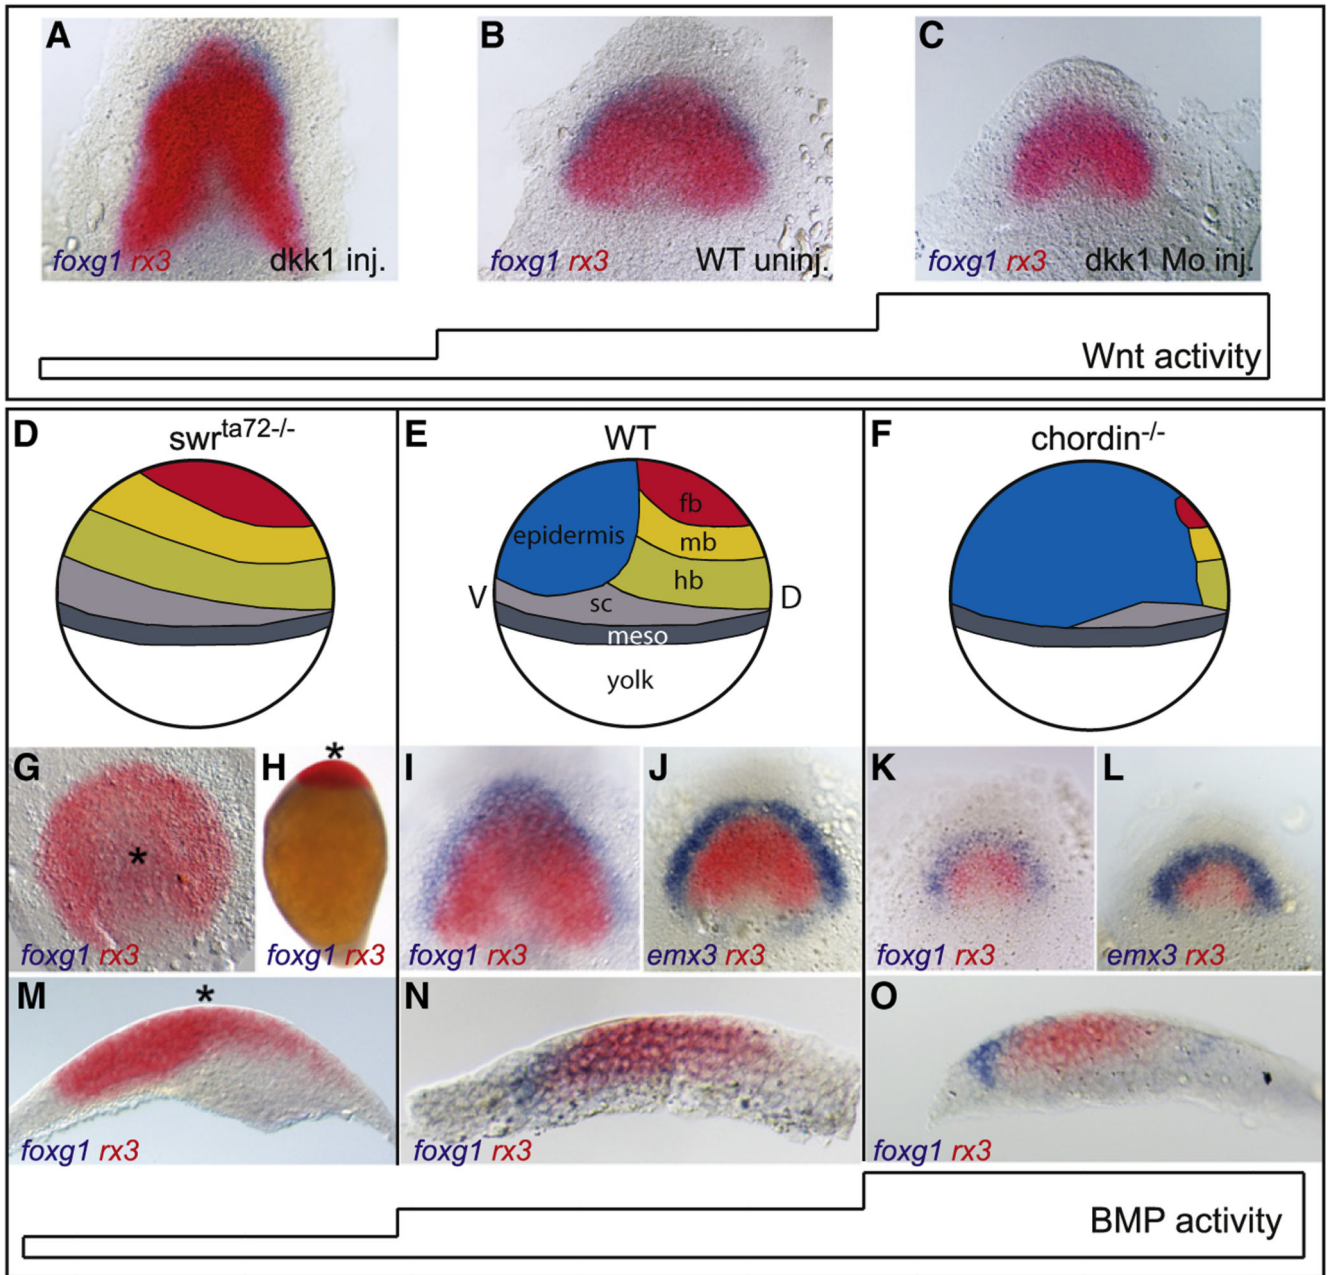 A
foxg1 rx3 dkk1 inj.
B
foxg1 rx3 WT uninj.
C
foxg1 rx3 dkk1 Mo inj.
Wnt activity
D
swr ta72-/-
E
WT
epidermis
fb
mb
hb
sc
V
D
meso
yolk
F
chordin-/-
G
*
foxg1 rx3
H
*
foxg1 rx3
I
foxg1 rx3
J
emx3 rx3
K
foxg1 rx3
L
emx3 rx3
M
*
foxg1 rx3
N
foxg1 rx3
O
foxg1 rx3
BMP activity